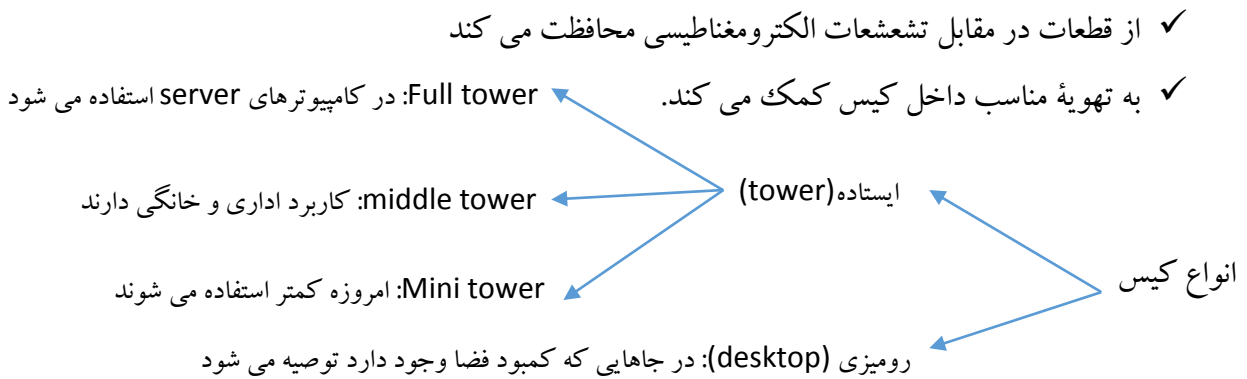 ✓ از قطعات در مقابل تشعشعات الکترومغناطیسی محافظت می کند
✓ به تهویۀ مناسب داخل کیس کمک می کند.
Full tower: در کامپیوترهای server استفاده می شود
ایستاده(tower)
middle tower: کاربرد اداری و خانگی دارند
انواع کیس
Mini tower: امروزه کمتر استفاده می شوند
رومیزی (desktop): در جاهایی که کمبود فضا وجود دارد توصیه می شود